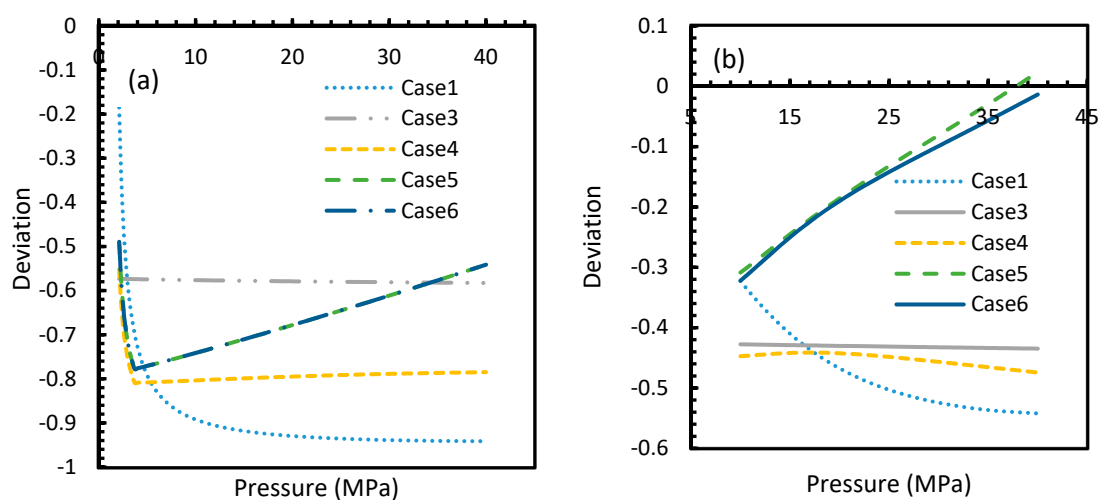 (a)
0
-0.1
-0.2
-0.3
-0.4
-0.5
-0.6
-0.7
-0.8
-0.9
-1
0 10 20 30 40
Deviation
Pressure (MPa)
Case1
Case3
Case4
Case5
Case6
(b)
0.1
0
-0.1
-0.2
-0.3
-0.4
-0.5
-0.6
5 15 25 35 45
Deviation
Pressure (MPa)
Case1
Case3
Case4
Case5
Case6